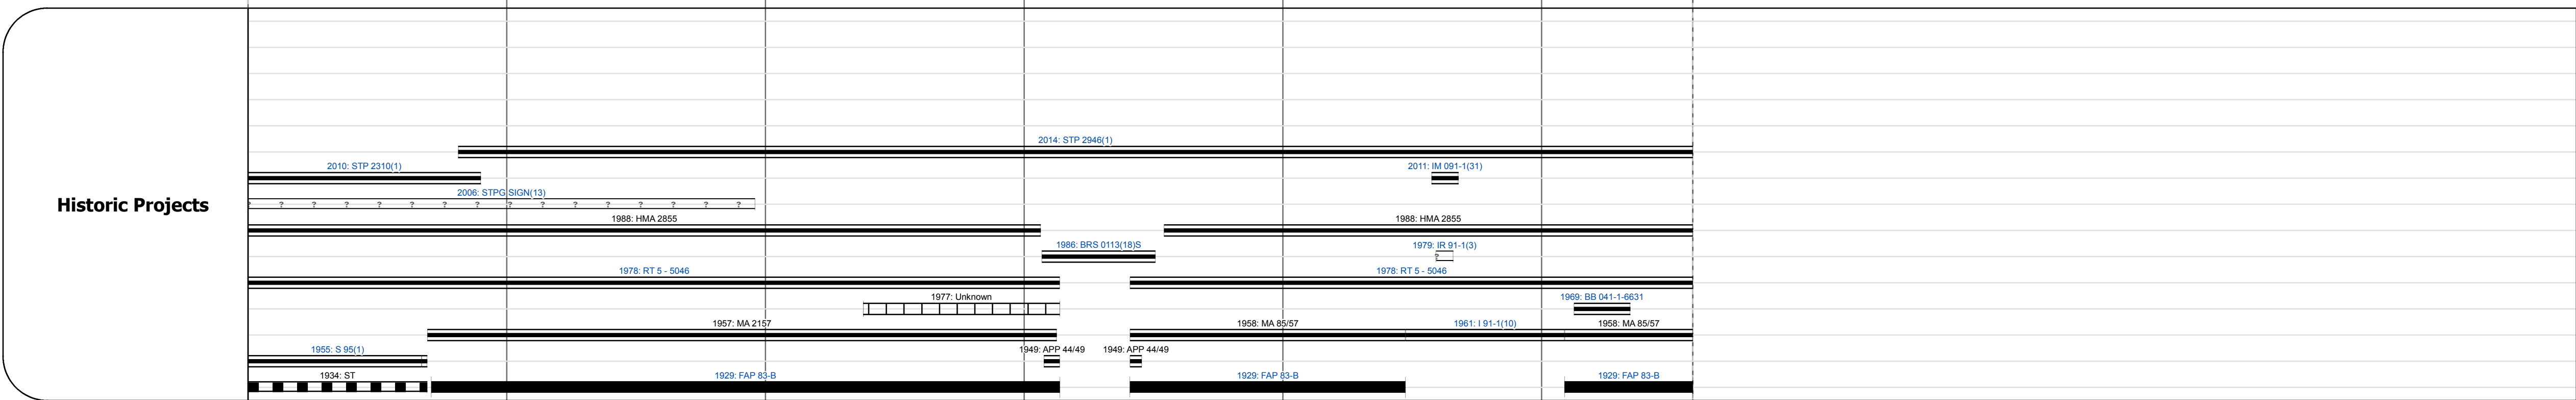 2014: STP 2946(1)
2010: STP 2310(1)
2011: IM 091-1(31)
2006: STPG SIGN(13)
? ? ? ? ? ? ? ? ? ? ? ? ? ? ? ?
Historic Projects
1988: HMA 2855
1988: HMA 2855
1986: BRS 0113(18)S
1979: IR 91-1(3)
?
1978: RT 5 - 5046
1978: RT 5 - 5046
1977: Unknown
1969: BB 041-1-6631
1957: MA 2157
1958: MA 85/57
1961: I 91-1(10)
1958: MA 85/57
1955: S 95(1)
1949: APP 44/49
1949: APP 44/49
1934: ST
1929: FAP 83-B
1929: FAP 83-B
1929: FAP 83-B